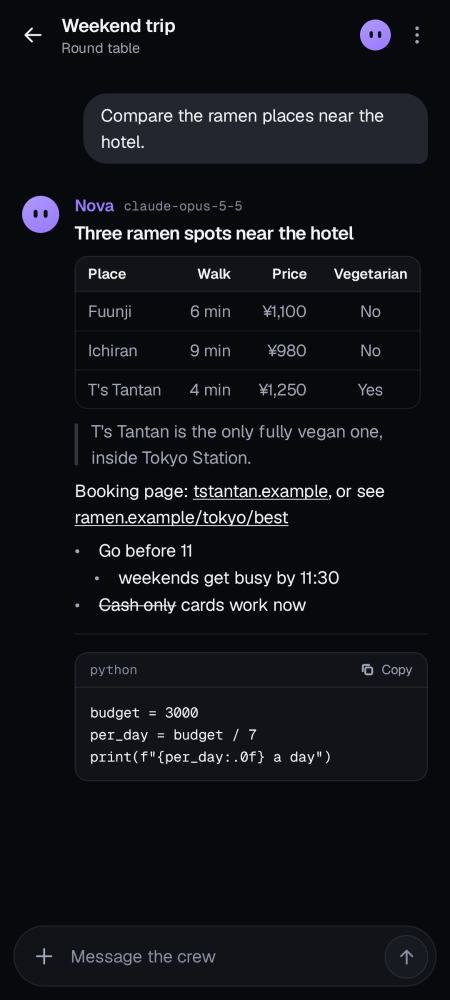 Weekend trip
Round table
Compare the ramen places near the
hotel.
Nova claude-opus-5-5
Three ramen spots near the hotel
Place Walk Price Vegetarian
Fuunji 6 min ¥1,100 No
Ichiran 9 min ¥980 No
T's Tantan 4 min ¥1,250 Yes
T's Tantan is the only fully vegan one,
inside Tokyo Station.
Booking page: tstantan.example, or see
ramen.example/tokyo/best
• Go before 11
• weekends get busy by 11:30
• Cash only cards work now
python Copy
budget = 3000
per_day = budget / 7
print(f"{per_day:.0f} a day")
Message the crew